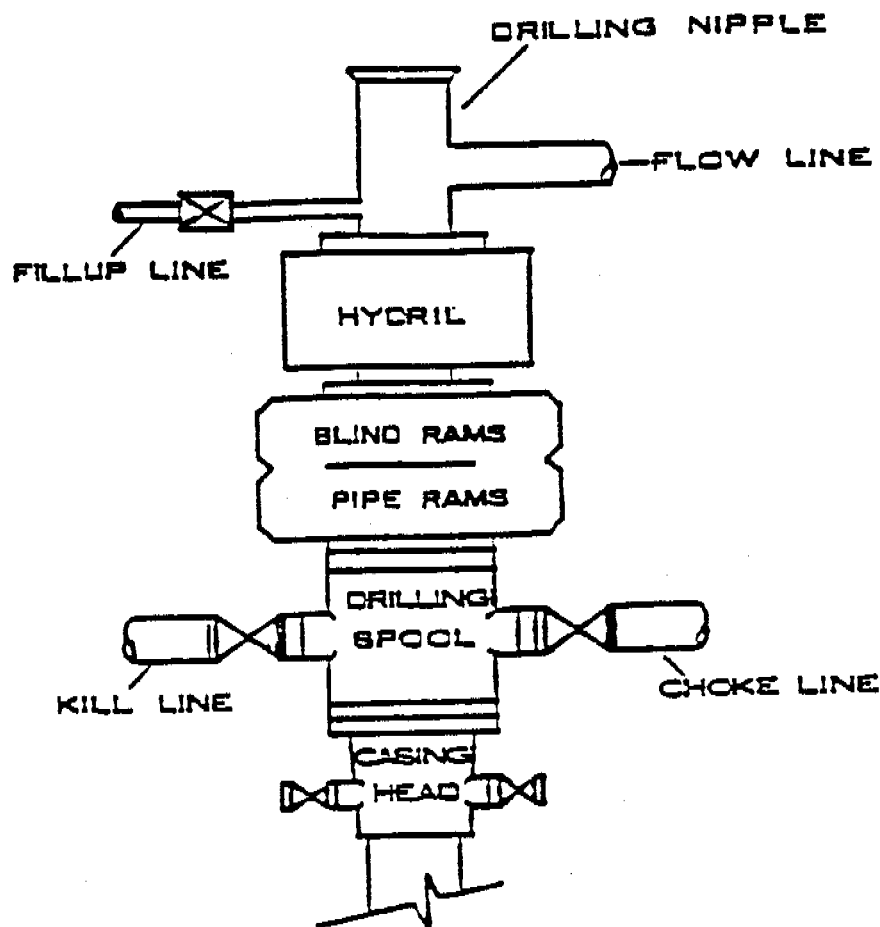 DRILLING NIPPLE
FLOW LINE
FILLUP LINE
HYDRIL
BLIND RAMS
PIPE RAMS
DRILLING
SPOOL
KILL LINE
CHOKE LINE
CASING
HEAD